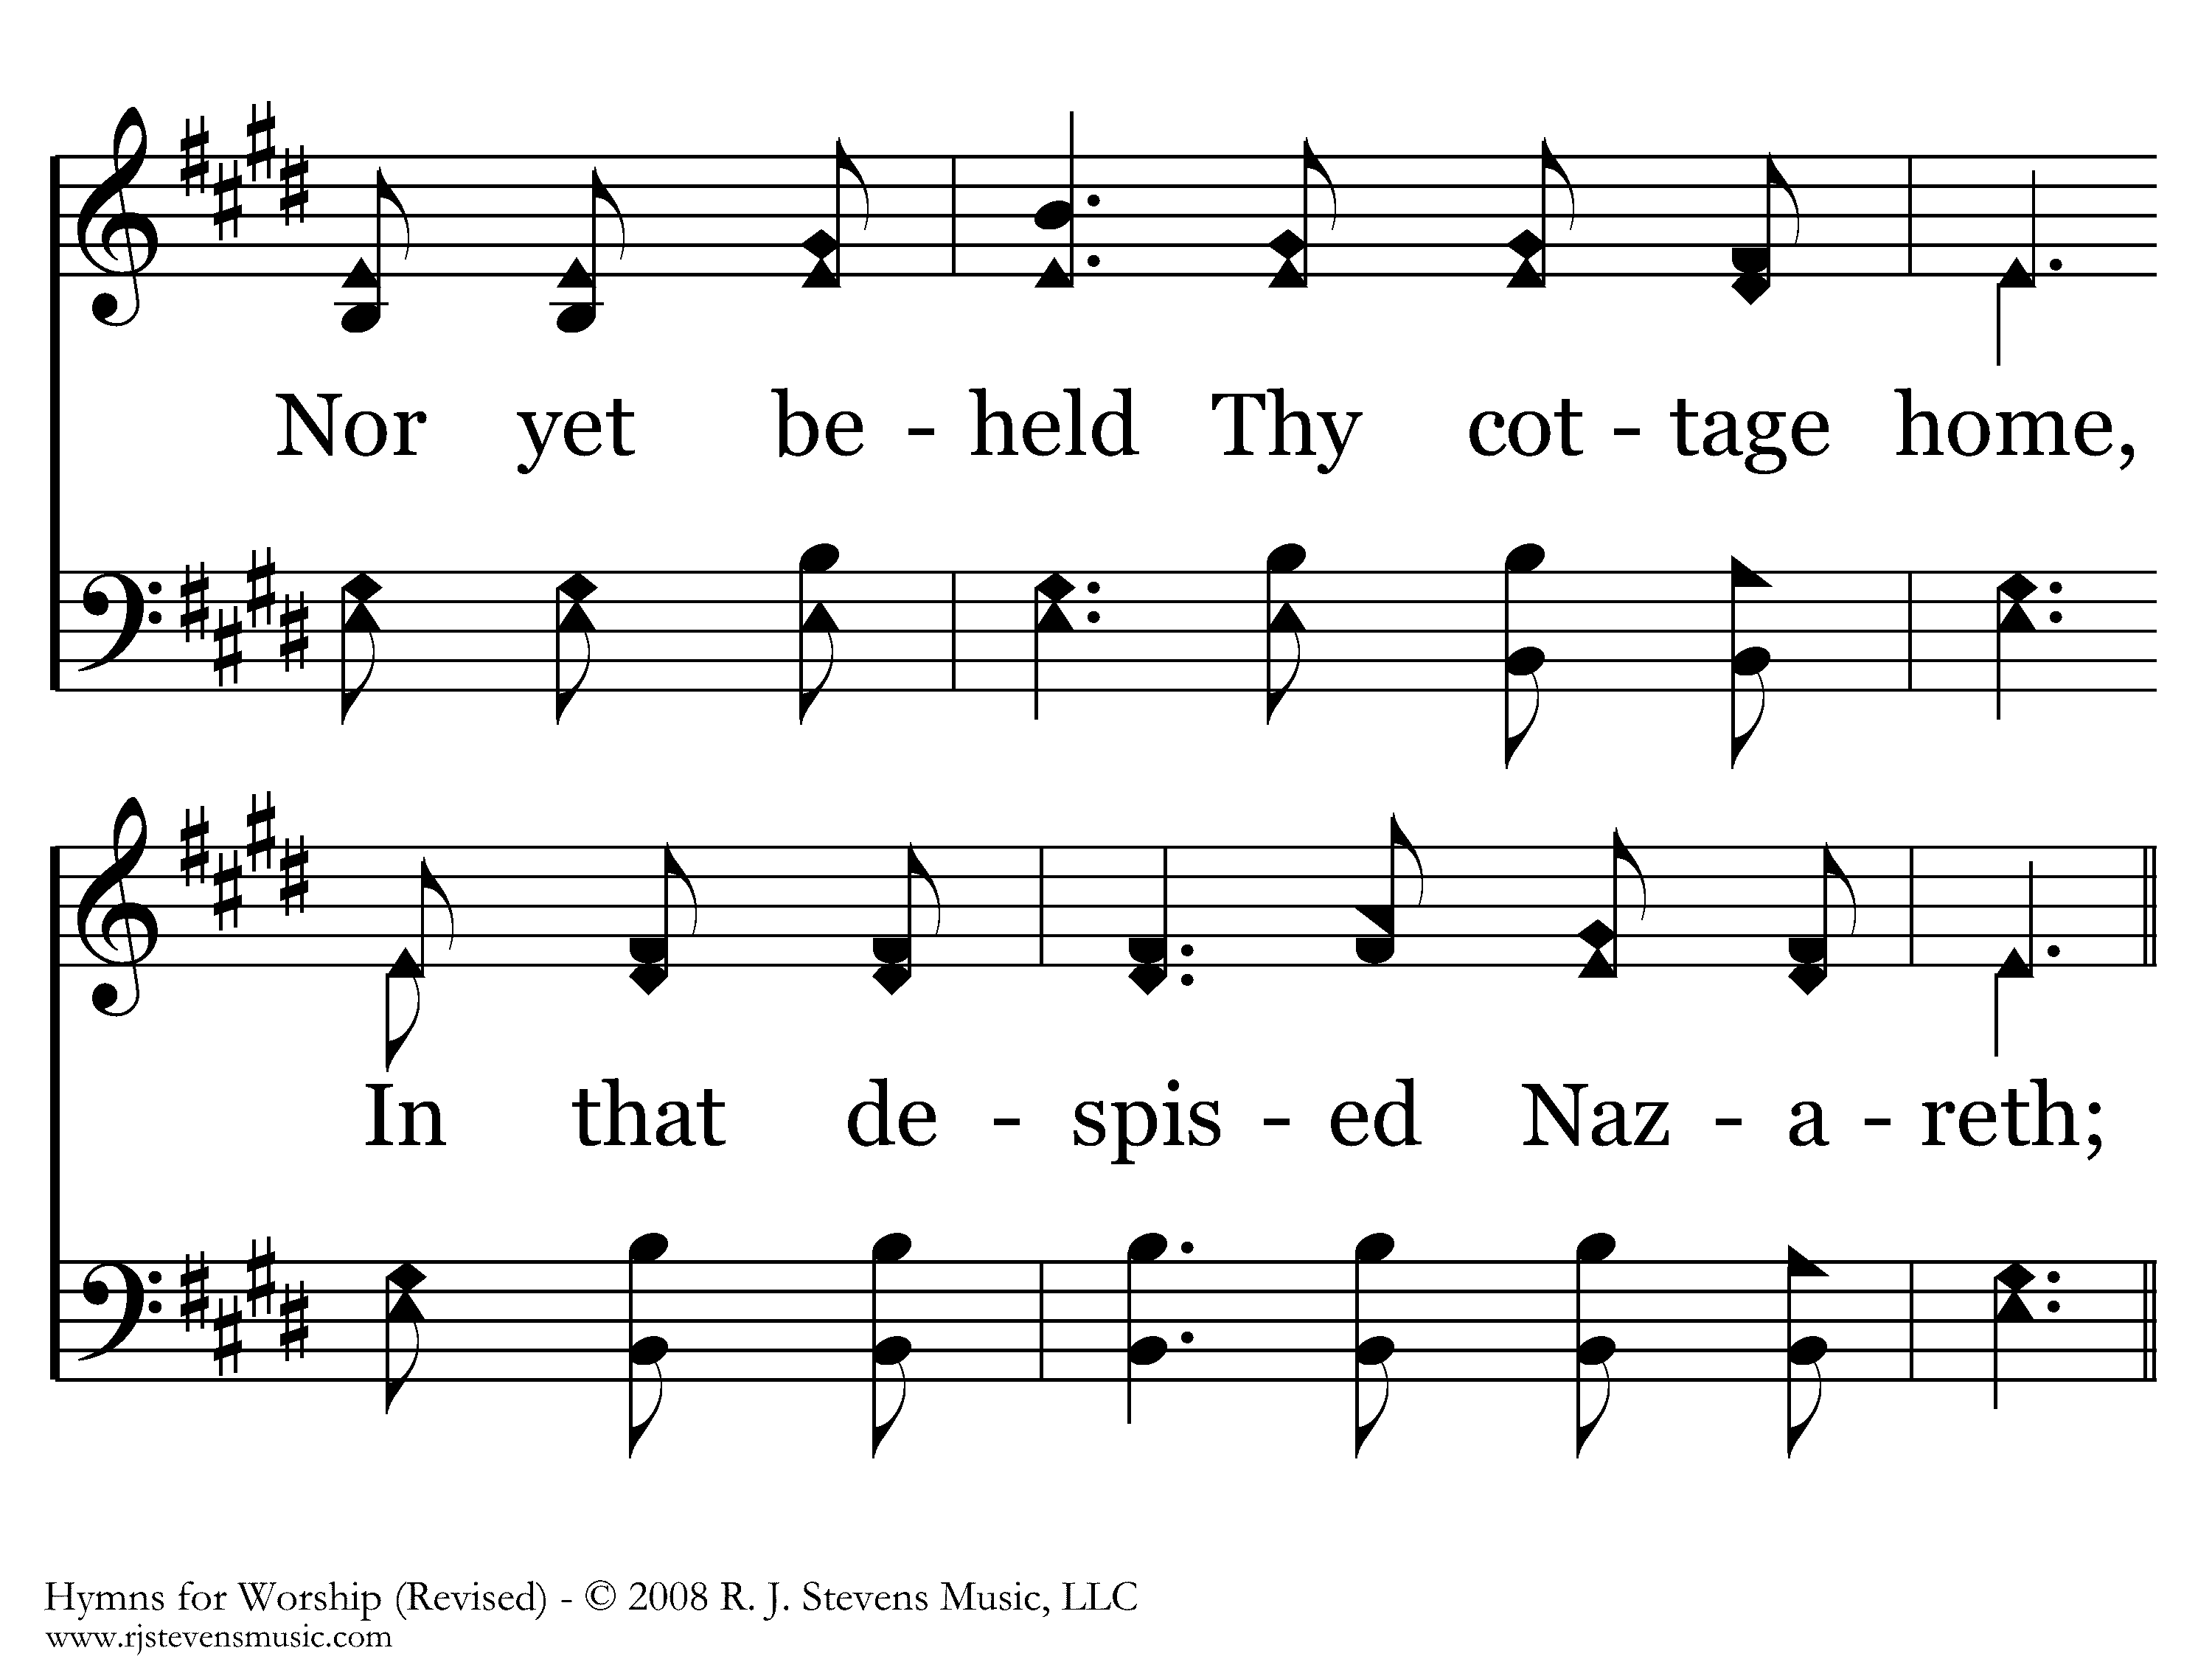 Nor yet be - held Thy cot - tage home,
In that de - spis - ed Naz - a - reth;
Hymns for Worship (Revised) - © 2008 R. J. Stevens Music, LLC
www.rjstevensmusic.com